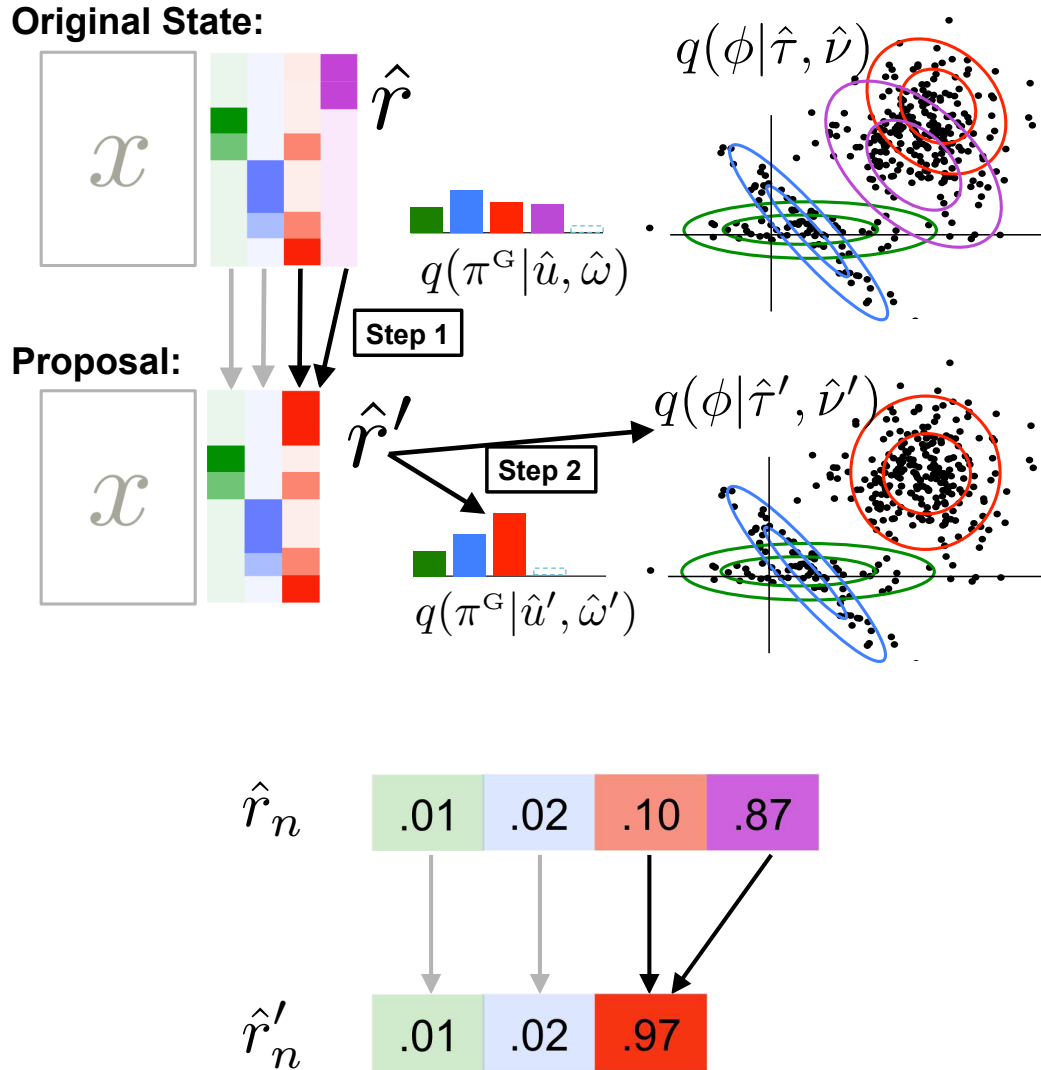 Original State:
x
r̂
q(ϕ|τ̂, ν̂)
q(π^G|û, ω̂)
Step 1
Proposal:
x
r̂′
q(ϕ|τ̂′, ν̂′)
Step 2
q(π^G|û′, ω̂′)
r̂_n .01 .02 .10 .87
r̂′_n .01 .02 .97